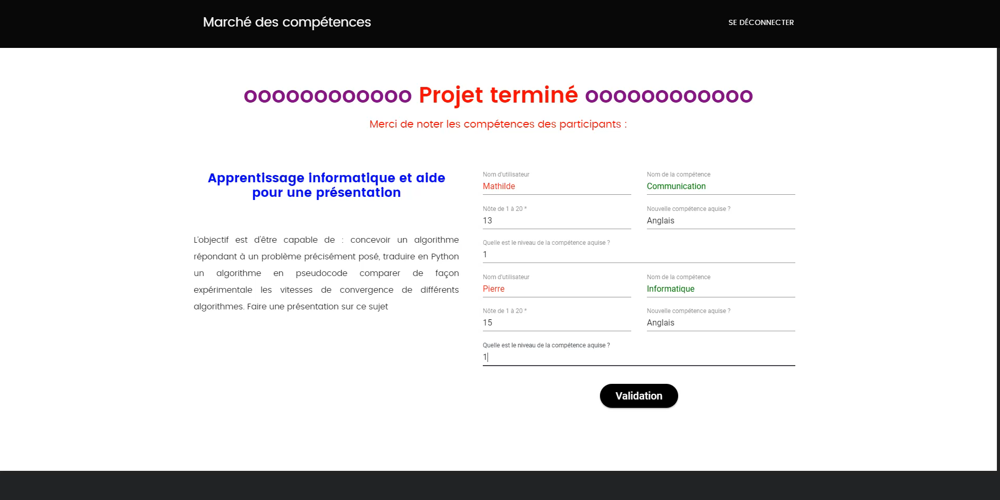 Marché des compétences
SE DÉCONNECTER
oooooooooooo Projet terminé oooooooooooo
Merci de noter les compétences des participants :
Apprentissage informatique et aide
pour une présentation
L'objectif est d'être capable de : concevoir un algorithme
répondant à un problème précisément posé, traduire en Python
un algorithme en pseudocode comparer de façon
expérimentale les vitesses de convergence de différents
algorithmes. Faire une présentation sur ce sujet
Nom d'utilisateur
Mathilde
Nom de la compétence
Communication
Nôte de 1 à 20 *
13
Nouvelle compétence aquise ?
Anglais
Quelle est le niveau de la compétence aquise ?
1
Nom d'utilisateur
Pierre
Nom de la compétence
Informatique
Nôte de 1 à 20 *
15
Nouvelle compétence aquise ?
Anglais
Quelle est le niveau de la compétence aquise ?
1
Validation